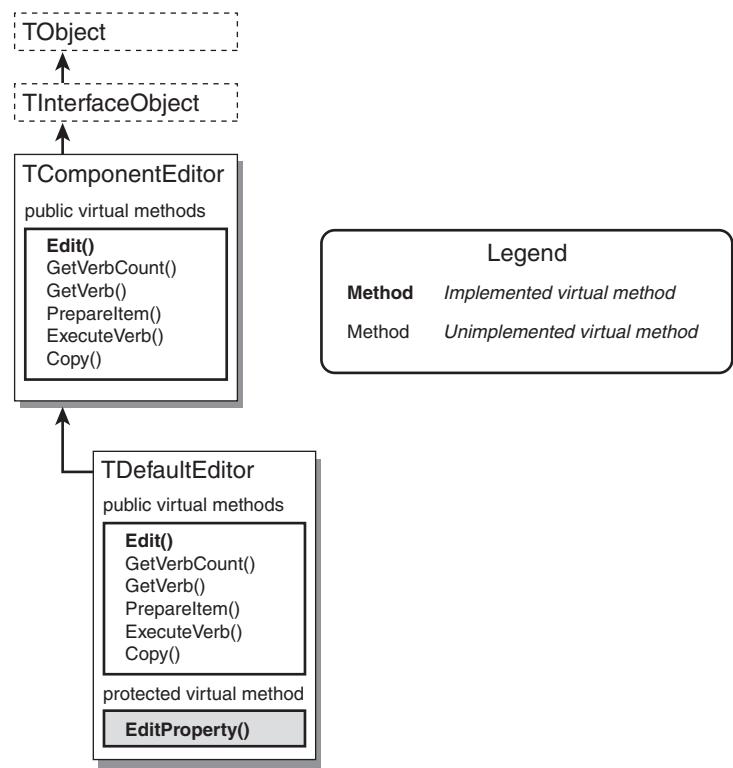 TObject
TInterfaceObject
TComponentEditor
public virtual methods
Edit()
GetVerbCount()
GetVerb()
PrepareItem()
ExecuteVerb()
Copy()
Legend
Method Implemented virtual method
Method Unimplemented virtual method
TDefaultEditor
public virtual methods
Edit()
GetVerbCount()
GetVerb()
PrepareItem()
ExecuteVerb()
Copy()
protected virtual method
EditProperty()